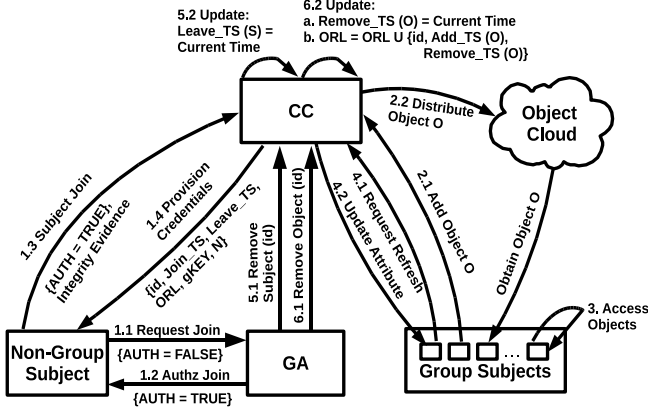 5.2 Update:
Leave_TS (S) =
Current Time
6.2 Update:
a. Remove_TS (O) = Current Time
b. ORL = ORL U {id, Add_TS (O),
Remove_TS (O)}
CC
2.2 Distribute
Object O
Object
Cloud
1.3 Subject Join
{AUTH = TRUE},
Integrity Evidence
1.4 Provision
Credentials
{id, Join_TS, Leave_TS,
ORL, gKEY, N}
5.1 Remove
Subject (id)
6.1 Remove Object (id)
4.2 Update
Attribute
4.1 Request
Refresh
2.1 Add Object O
Obtain Object O
3. Access
Objects
Non-Group
Subject
1.1 Request Join
{AUTH = FALSE}
1.2 Authz Join
{AUTH = TRUE}
GA
...
Group Subjects